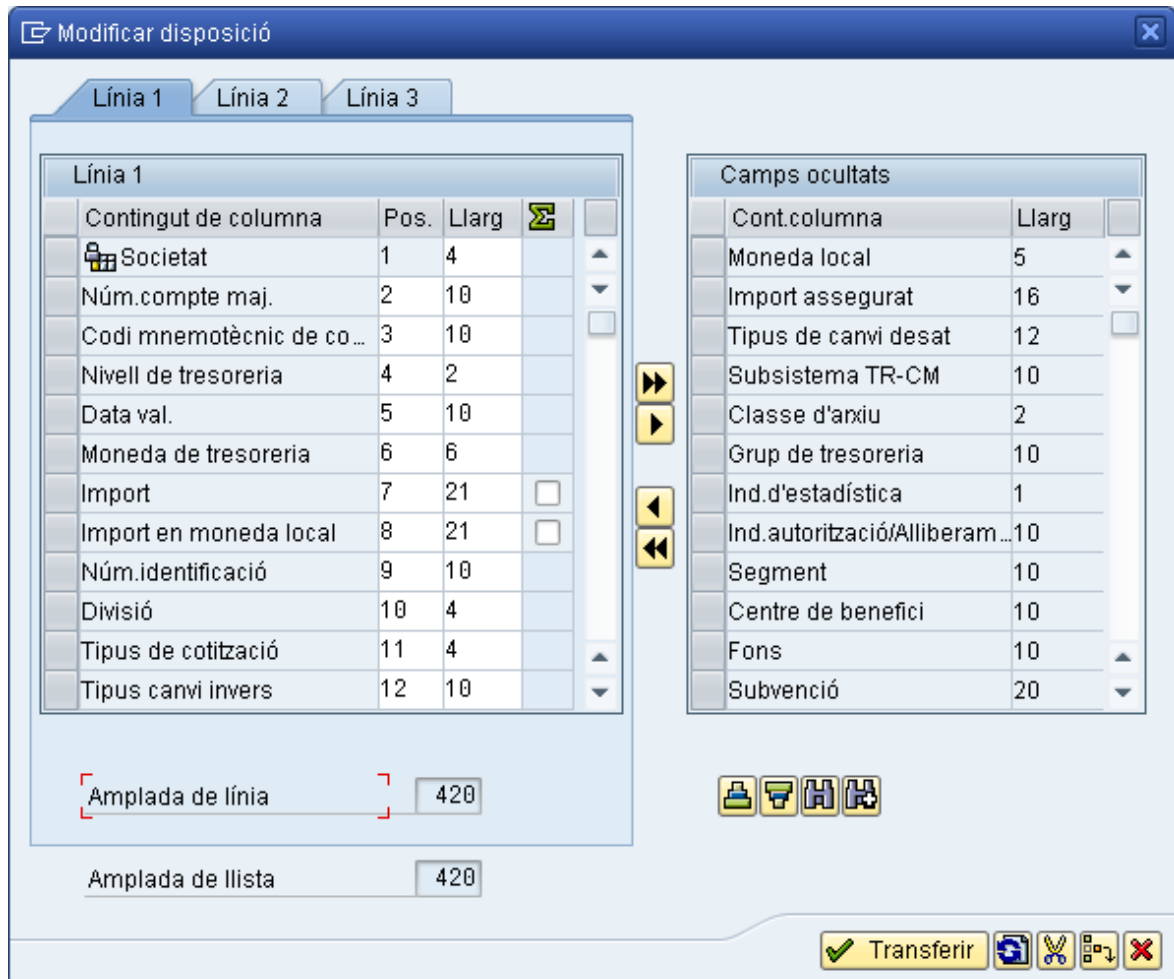 Modificar disposició
Línia 1 Línia 2 Línia 3
Línia 1
Contingut de columna Pos. Llarg
Societat 1 4
Núm.compte maj. 2 10
Codi mnemotècnic de co... 3 10
Nivell de tresoreria 4 2
Data val. 5 10
Moneda de tresoreria 6 6
Import 7 21
Import en moneda local 8 21
Núm.identificació 9 10
Divisió 10 4
Tipus de cotització 11 4
Tipus canvi invers 12 10
Amplada de línia 420
Amplada de llista 420
Camps ocultats
Cont.columna Llarg
Moneda local 5
Import assegurat 16
Tipus de canvi desat 12
Subsistema TR-CM 10
Classe d'arxiu 2
Grup de tresoreria 10
Ind.d'estadística 1
Ind.autorització/Alliberam... 10
Segment 10
Centre de benefici 10
Fons 10
Subvenció 20
Transferir